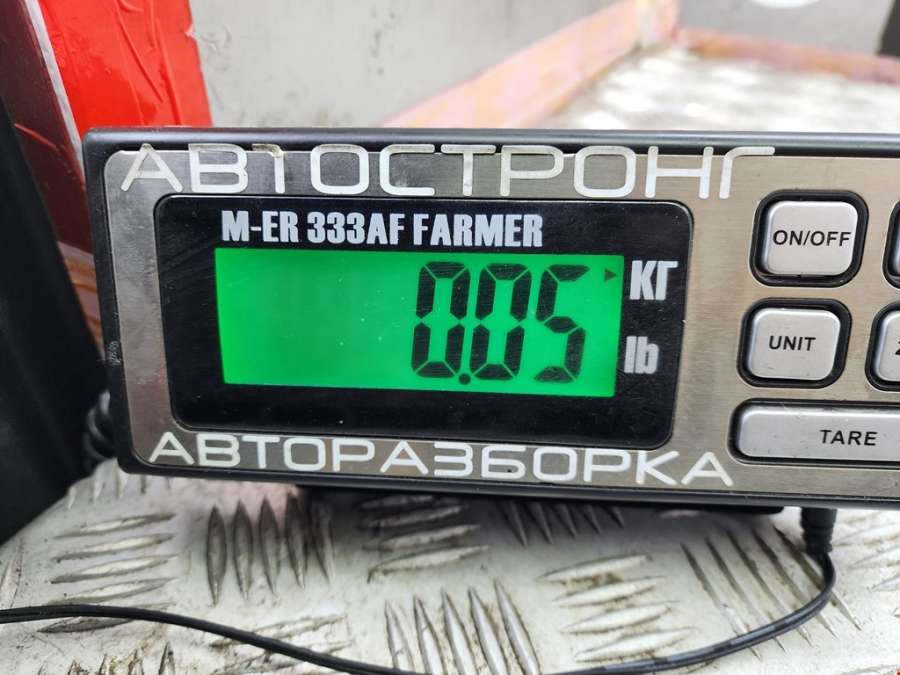 АВТОСТРОНГ
M-ER 333AF FARMER
0.05
КГ
lb
ON/OFF
UNIT
TARE
АВТОРАЗБОРКА